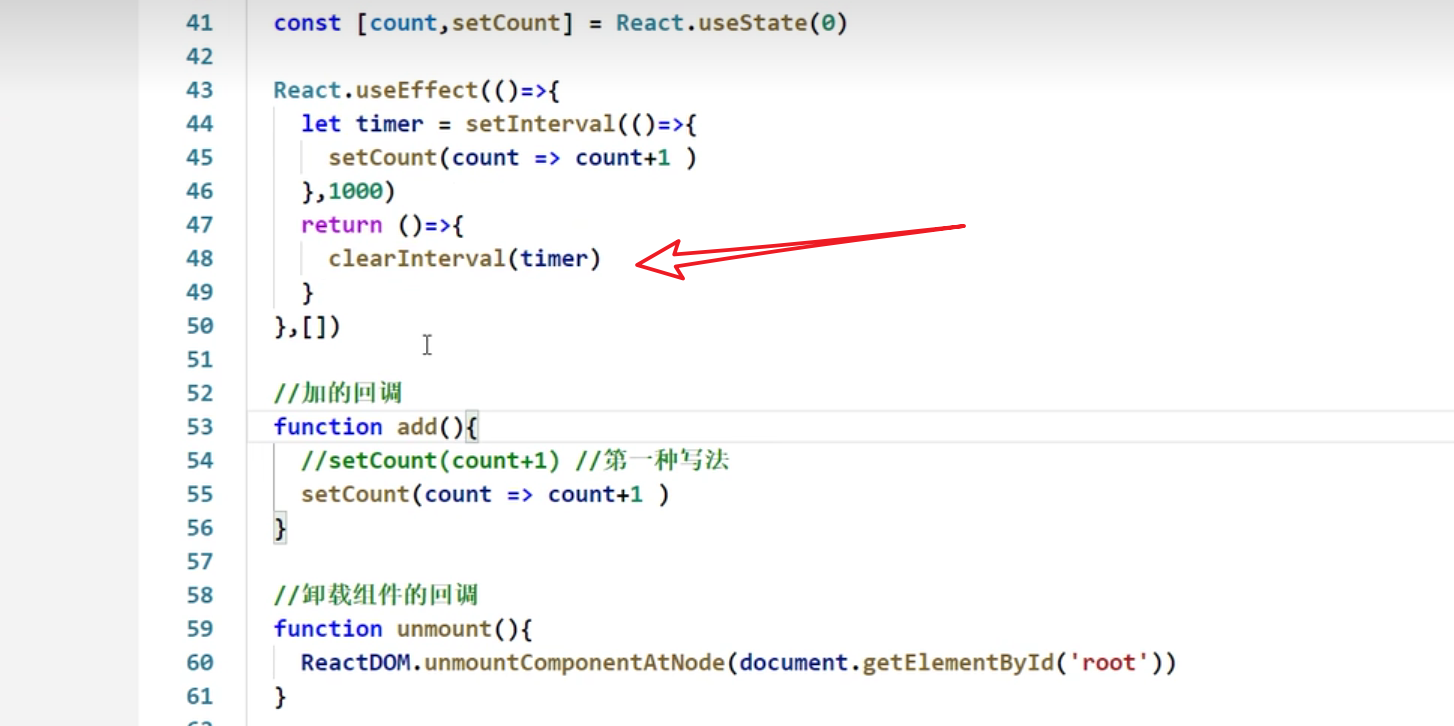 41 const [count,setCount] = React.useState(0)
42
43 React.useEffect(()=>{
44 let timer = setInterval(()=>{
45 setCount(count => count+1 )
46 },1000)
47 return ()=>{
48 clearInterval(timer)
49 }
50 },[])
51
52 //加的回调
53 function add(){
54 //setCount(count+1) //第一种写法
55 setCount(count => count+1 )
56 }
57
58 //卸载组件的回调
59 function unmount(){
60 ReactDOM.unmountComponentAtNode(document.getElementById('root'))
61 }